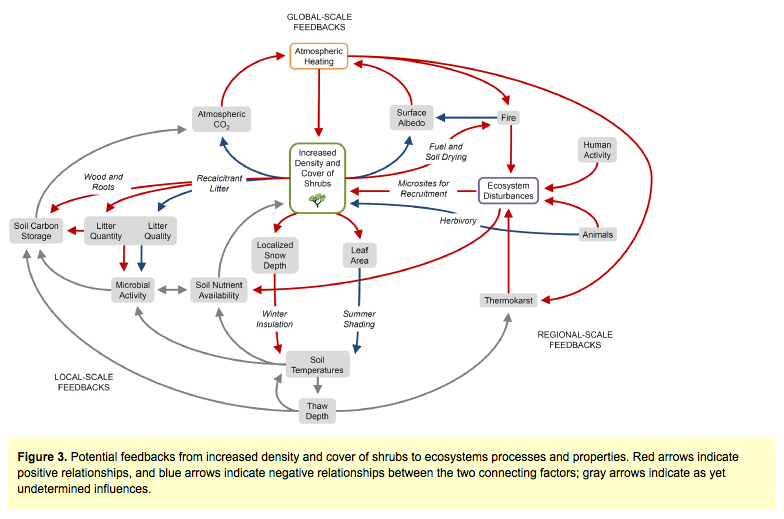 GLOBAL-SCALE
FEEDBACKS
Atmospheric
Heating
Atmospheric
CO2
Surface
Albedo
Fire
Human
Activity
Increased
Density and
Cover of
Shrubs
Fuel and
Soil Drying
Wood and
Roots
Recalcitrant
Litter
Microsites for
Recruitment
Ecosystem
Disturbances
Herbivory
Animals
Soil Carbon
Storage
Litter
Quantity
Litter
Quality
Localized
Snow
Depth
Leaf
Area
Microbial
Activity
Soil Nutrient
Availability
Thermokarst
Winter
Insulation
Summer
Shading
REGIONAL-SCALE
FEEDBACKS
Soil
Temperatures
LOCAL-SCALE
FEEDBACKS
Thaw
Depth
Figure 3. Potential feedbacks from increased density and cover of shrubs to ecosystems processes and properties. Red arrows indicate
positive relationships, and blue arrows indicate negative relationships between the two connecting factors; gray arrows indicate as yet
undetermined influences.